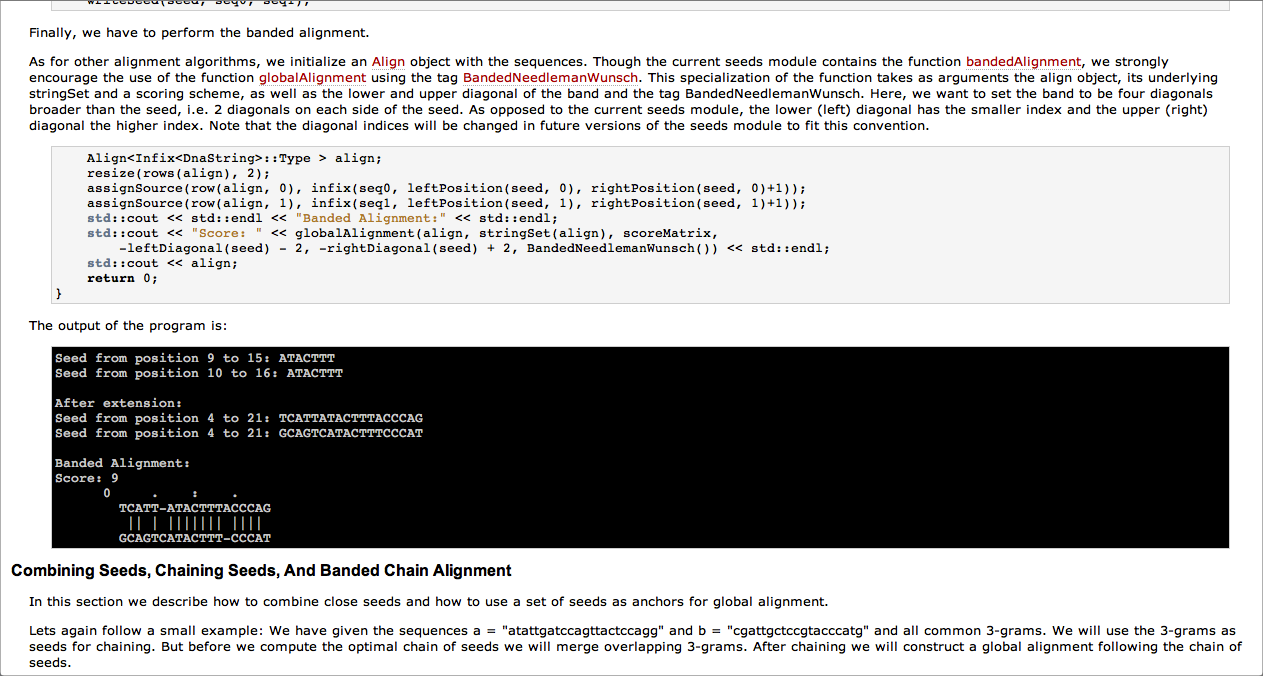 writeSeed(seed, seq0, seq1);
Finally, we have to perform the banded alignment.
As for other alignment algorithms, we initialize an Align object with the sequences. Though the current seeds module contains the function bandedAlignment, we strongly
encourage the use of the function globalAlignment using the tag BandedNeedlemanWunsch. This specialization of the function takes as arguments the align object, its underlying
stringSet and a scoring scheme, as well as the lower and upper diagonal of the band and the tag BandedNeedlemanWunsch. Here, we want to set the band to be four diagonals
broader than the seed, i.e. 2 diagonals on each side of the seed. As opposed to the current seeds module, the lower (left) diagonal has the smaller index and the upper (right)
diagonal the higher index. Note that the diagonal indices will be changed in future versions of the seeds module to fit this convention.
Align<Infix<DnaString>::Type > align;
resize(rows(align), 2);
assignSource(row(align, 0), infix(seq0, leftPosition(seed, 0), rightPosition(seed, 0)+1));
assignSource(row(align, 1), infix(seq1, leftPosition(seed, 1), rightPosition(seed, 1)+1));
std::cout << std::endl << "Banded Alignment:" << std::endl;
std::cout << "Score: " << globalAlignment(align, stringSet(align), scoreMatrix,
-leftDiagonal(seed) - 2, -rightDiagonal(seed) + 2, BandedNeedlemanWunsch()) << std::endl;
std::cout << align;
return 0;
}
The output of the program is:
Seed from position 9 to 15: ATACTTT
Seed from position 10 to 16: ATACTTT
After extension:
Seed from position 4 to 21: TCATTATACTTTACCCAG
Seed from position 4 to 21: GCAGTCATACTTTCCCAT
Banded Alignment:
Score: 9
0     .    :    .
TCATT-ATACTTTACCCAG
|| | ||||||| ||||
GCAGTCATACTTT-CCCAT
Combining Seeds, Chaining Seeds, And Banded Chain Alignment
In this section we describe how to combine close seeds and how to use a set of seeds as anchors for global alignment.
Lets again follow a small example: We have given the sequences a = "atattgatccagttactccagg" and b = "cgattgctccgtacccatg" and all common 3-grams. We will use the 3-grams as
seeds for chaining. But before we compute the optimal chain of seeds we will merge overlapping 3-grams. After chaining we will construct a global alignment following the chain of
seeds.